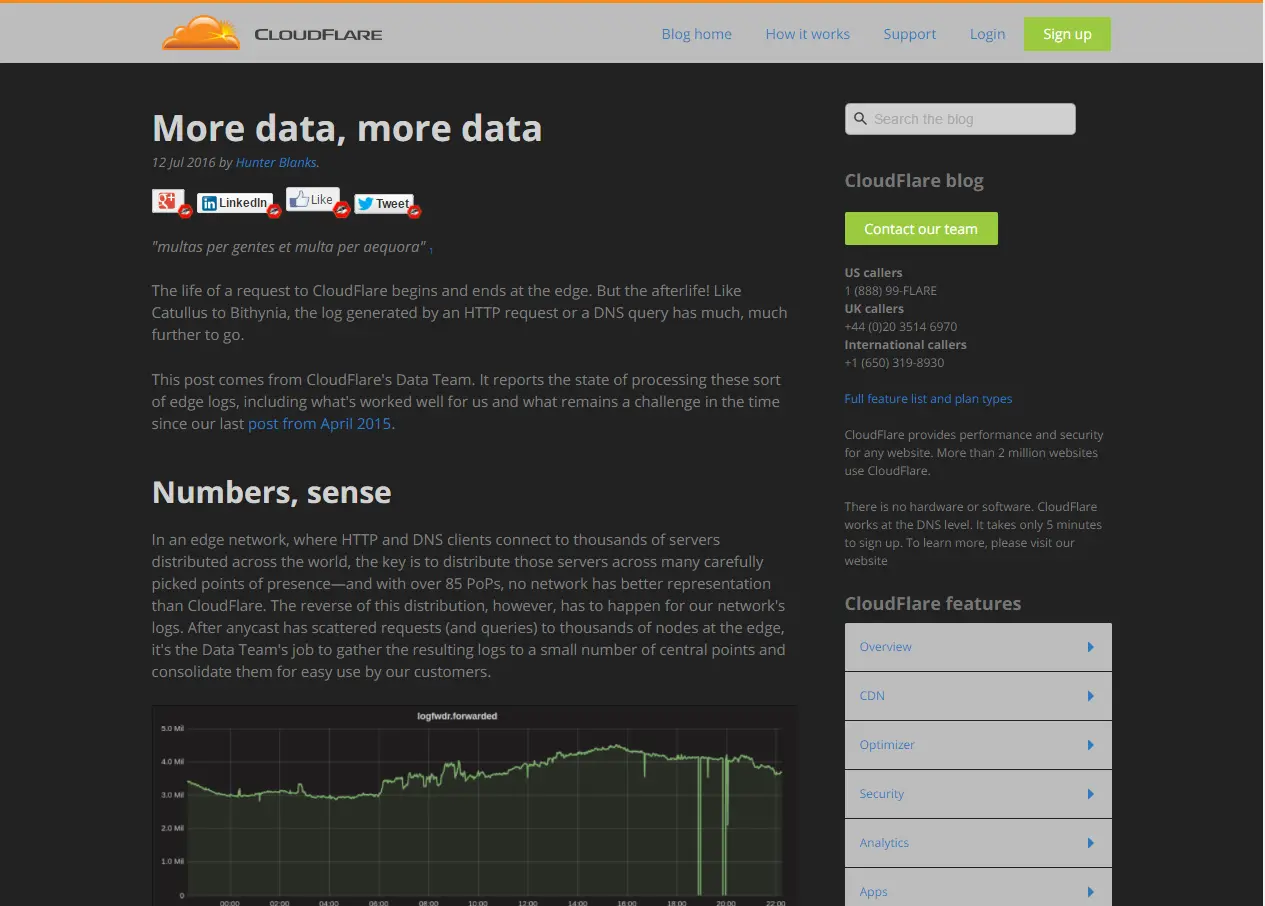 CLOUDFLARE
Blog home How it works Support Login Sign up
More data, more data
12 Jul 2016 by Hunter Blanks.
LinkedIn Like Tweet
"multas per gentes et multa per aequora" 1
The life of a request to CloudFlare begins and ends at the edge. But the afterlife! Like
Catullus to Bithynia, the log generated by an HTTP request or a DNS query has much, much
further to go.
This post comes from CloudFlare's Data Team. It reports the state of processing these sort
of edge logs, including what's worked well for us and what remains a challenge in the time
since our last post from April 2015.
Numbers, sense
In an edge network, where HTTP and DNS clients connect to thousands of servers
distributed across the world, the key is to distribute those servers across many carefully
picked points of presence—and with over 85 PoPs, no network has better representation
than CloudFlare. The reverse of this distribution, however, has to happen for our network's
logs. After anycast has scattered requests (and queries) to thousands of nodes at the edge,
it's the Data Team's job to gather the resulting logs to a small number of central points and
consolidate them for easy use by our customers.
logfwdr.forwarded
5.0 Mil
4.0 Mil
3.0 Mil
2.0 Mil
1.0 Mil
0
00:00 02:00 04:00 06:00 08:00 10:00 12:00 14:00 16:00 18:00 20:00 22:00
Search the blog
CloudFlare blog
Contact our team
US callers
1 (888) 99-FLARE
UK callers
+44 (0)20 3514 6970
International callers
+1 (650) 319-8930
Full feature list and plan types
CloudFlare provides performance and security
for any website. More than 2 million websites
use CloudFlare.
There is no hardware or software. CloudFlare
works at the DNS level. It takes only 5 minutes
to sign up. To learn more, please visit our
website
CloudFlare features
Overview
CDN
Optimizer
Security
Analytics
Apps